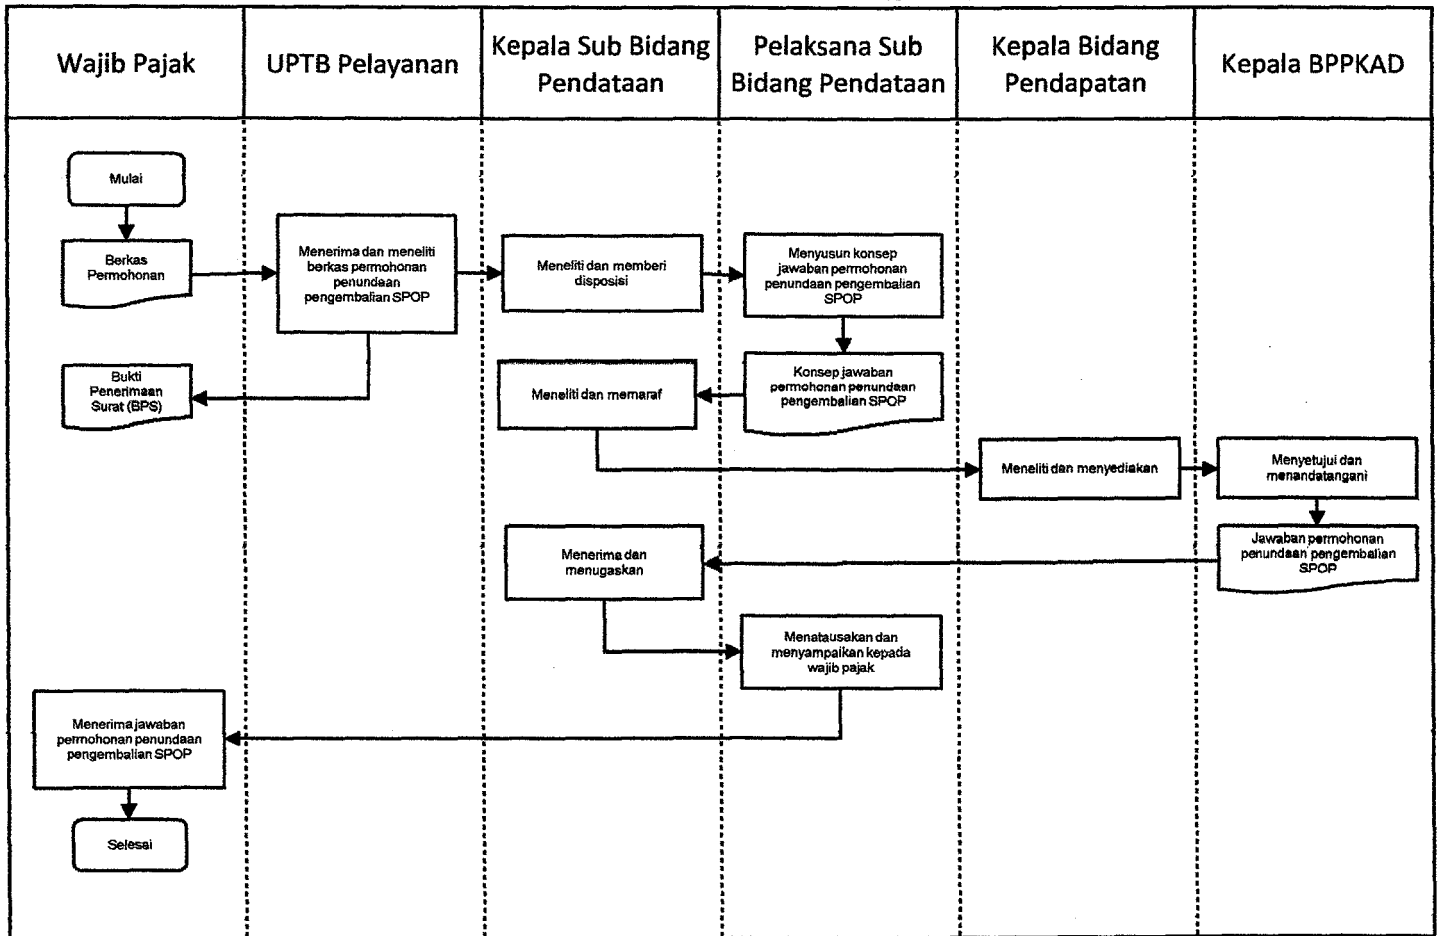 Wajib Pajak
UPTB Pelayanan
Kepala Sub Bidang
Pendataan
Pelaksana Sub
Bidang Pendataan
Kepala Bidang
Pendapatan
Kepala BPPKAD
Mulai
Berkas
Permohonan
Menerima dan meneliti
berkas permohonan
penundaan
pengembalian SPOP
Meneliti dan memberi
disposisi
Menyusun konsep
jawaban permohonan
penundaan pengembalian
SPOP
Bukti
Penerimaan
Surat (BPS)
Meneliti dan memaraf
Konsep jawaban
permohonan penundaan
pengembalian SPOP
Meneliti dan menyediakan
Menyetujui dan
menandatangani
Menerima dan
menugaskan
Jawaban permohonan
penundaan pengembalian
SPOP
Menatausakan dan
menyampaikan kepada
wajib pajak
Menerima jawaban
permohonan penundaan
pengembalian SPOP
Selesai